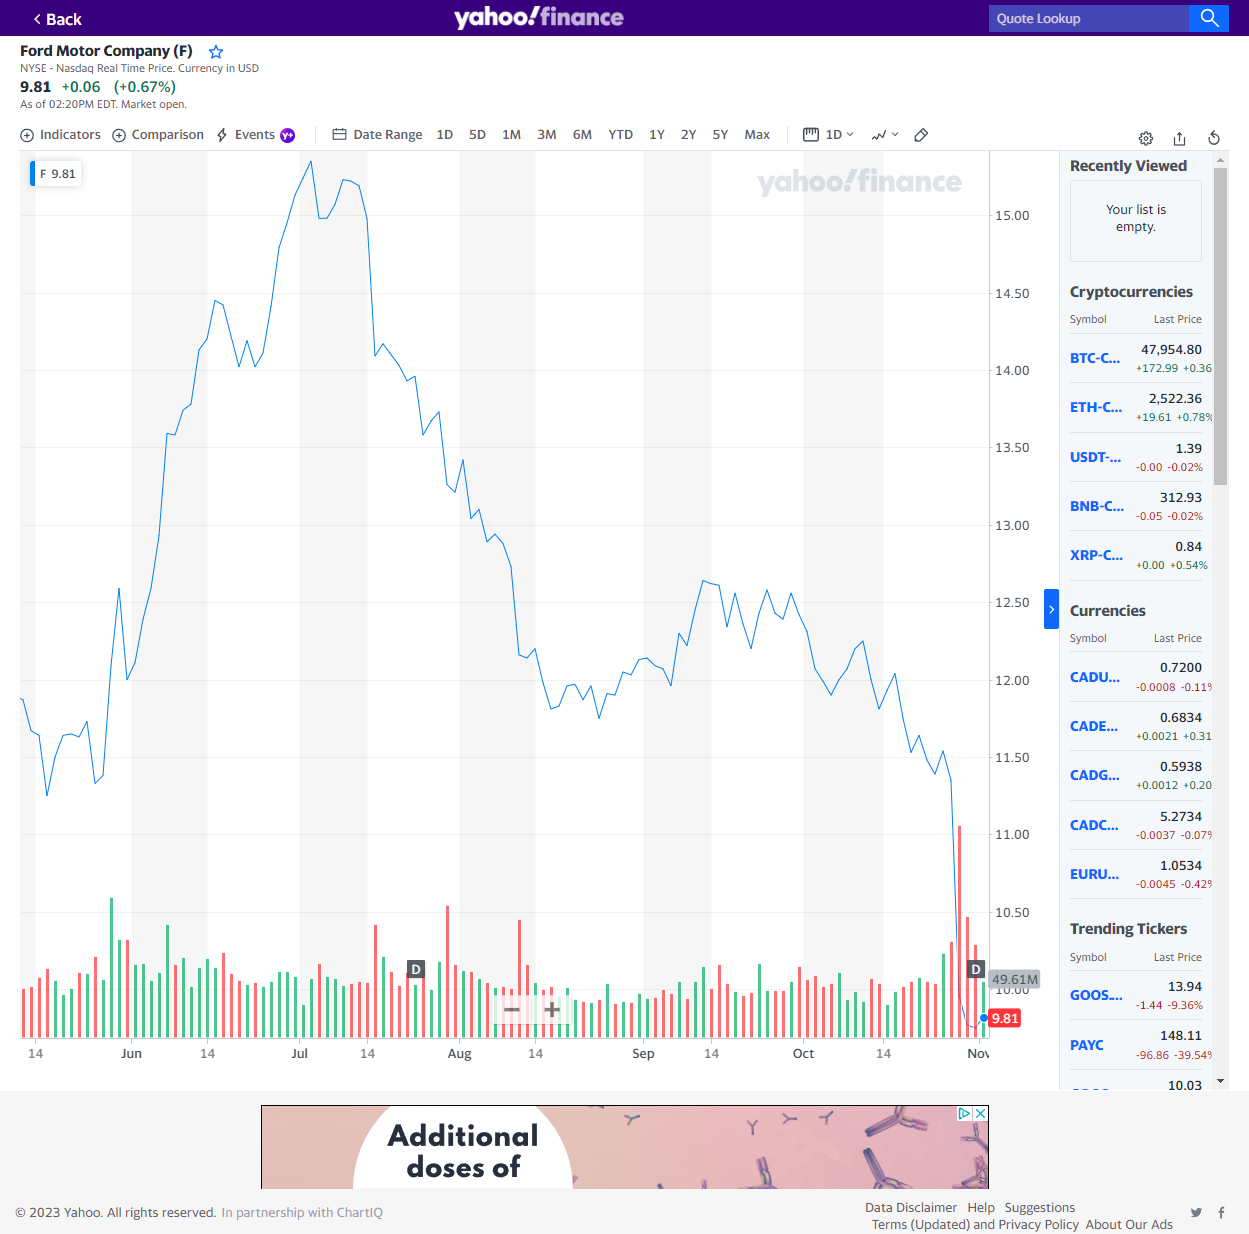 Back
yahoo!finance
Quote Lookup
Ford Motor Company (F)
NYSE - Nasdaq Real Time Price. Currency in USD
9.81 +0.06 (+0.67%)
As of 02:20PM EDT. Market open.
Indicators Comparison Events y+ Date Range 1D 5D 1M 3M 6M YTD 1Y 2Y 5Y Max 1D
F 9.81
yahoo!finance
15.00
14.50
14.00
13.50
13.00
12.50
12.00
11.50
11.00
10.50
D D
49.61M
10.00
9.81
14 Jun 14 Jul 14 Aug 14 Sep 14 Oct 14 Nov
Recently Viewed
Your list is
empty.
Cryptocurrencies
Symbol Last Price
BTC-C... 47,954.80
+172.99 +0.36
ETH-C... 2,522.36
+19.61 +0.78%
USDT-... 1.39
-0.00 -0.02%
BNB-C... 312.93
-0.05 -0.02%
XRP-C... 0.84
+0.00 +0.54%
Currencies
Symbol Last Price
CADU... 0.7200
-0.0008 -0.11%
CADE... 0.6834
+0.0021 +0.31
CADG... 0.5938
+0.0012 +0.20
CADC... 5.2734
-0.0037 -0.07%
EURU... 1.0534
-0.0045 -0.42%
Trending Tickers
Symbol Last Price
GOOS.... 13.94
-1.44 -9.36%
PAYC 148.11
-96.86 -39.54%
10.03
Additional
doses of
© 2023 Yahoo. All rights reserved. In partnership with ChartIQ
Data Disclaimer Help Suggestions
Terms (Updated) and Privacy Policy About Our Ads